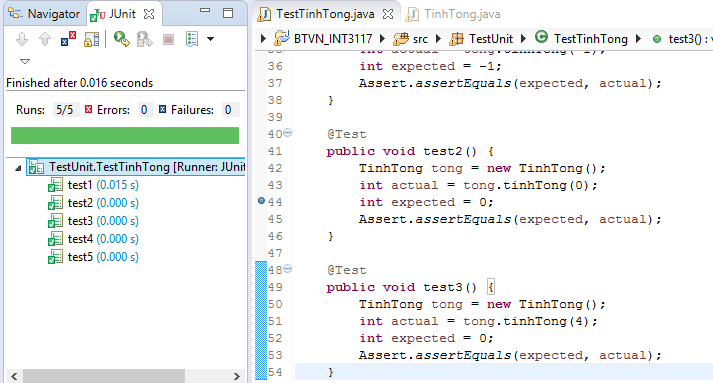 Navigator JUnit
Finished after 0.016 seconds
Runs: 5/5 Errors: 0 Failures: 0
TestUnit.TestTinhTong [Runner: JUnit
test1 (0.015 s)
test2 (0.000 s)
test3 (0.000 s)
test4 (0.000 s)
test5 (0.000 s)
TestTinhTong.java TinhTong.java
BTVN_INT3117 src TestUnit TestTinhTong test3() :
int actual = tong.tinhTong(-1);
36 int expected = -1;
37 Assert.assertEquals(expected, actual);
38 }
39
40 @Test
41 public void test2() {
42 TinhTong tong = new TinhTong();
43 int actual = tong.tinhTong(0);
44 int expected = 0;
45 Assert.assertEquals(expected, actual);
46 }
47
48 @Test
49 public void test3() {
50 TinhTong tong = new TinhTong();
51 int actual = tong.tinhTong(4);
52 int expected = 0;
53 Assert.assertEquals(expected, actual);
54 }